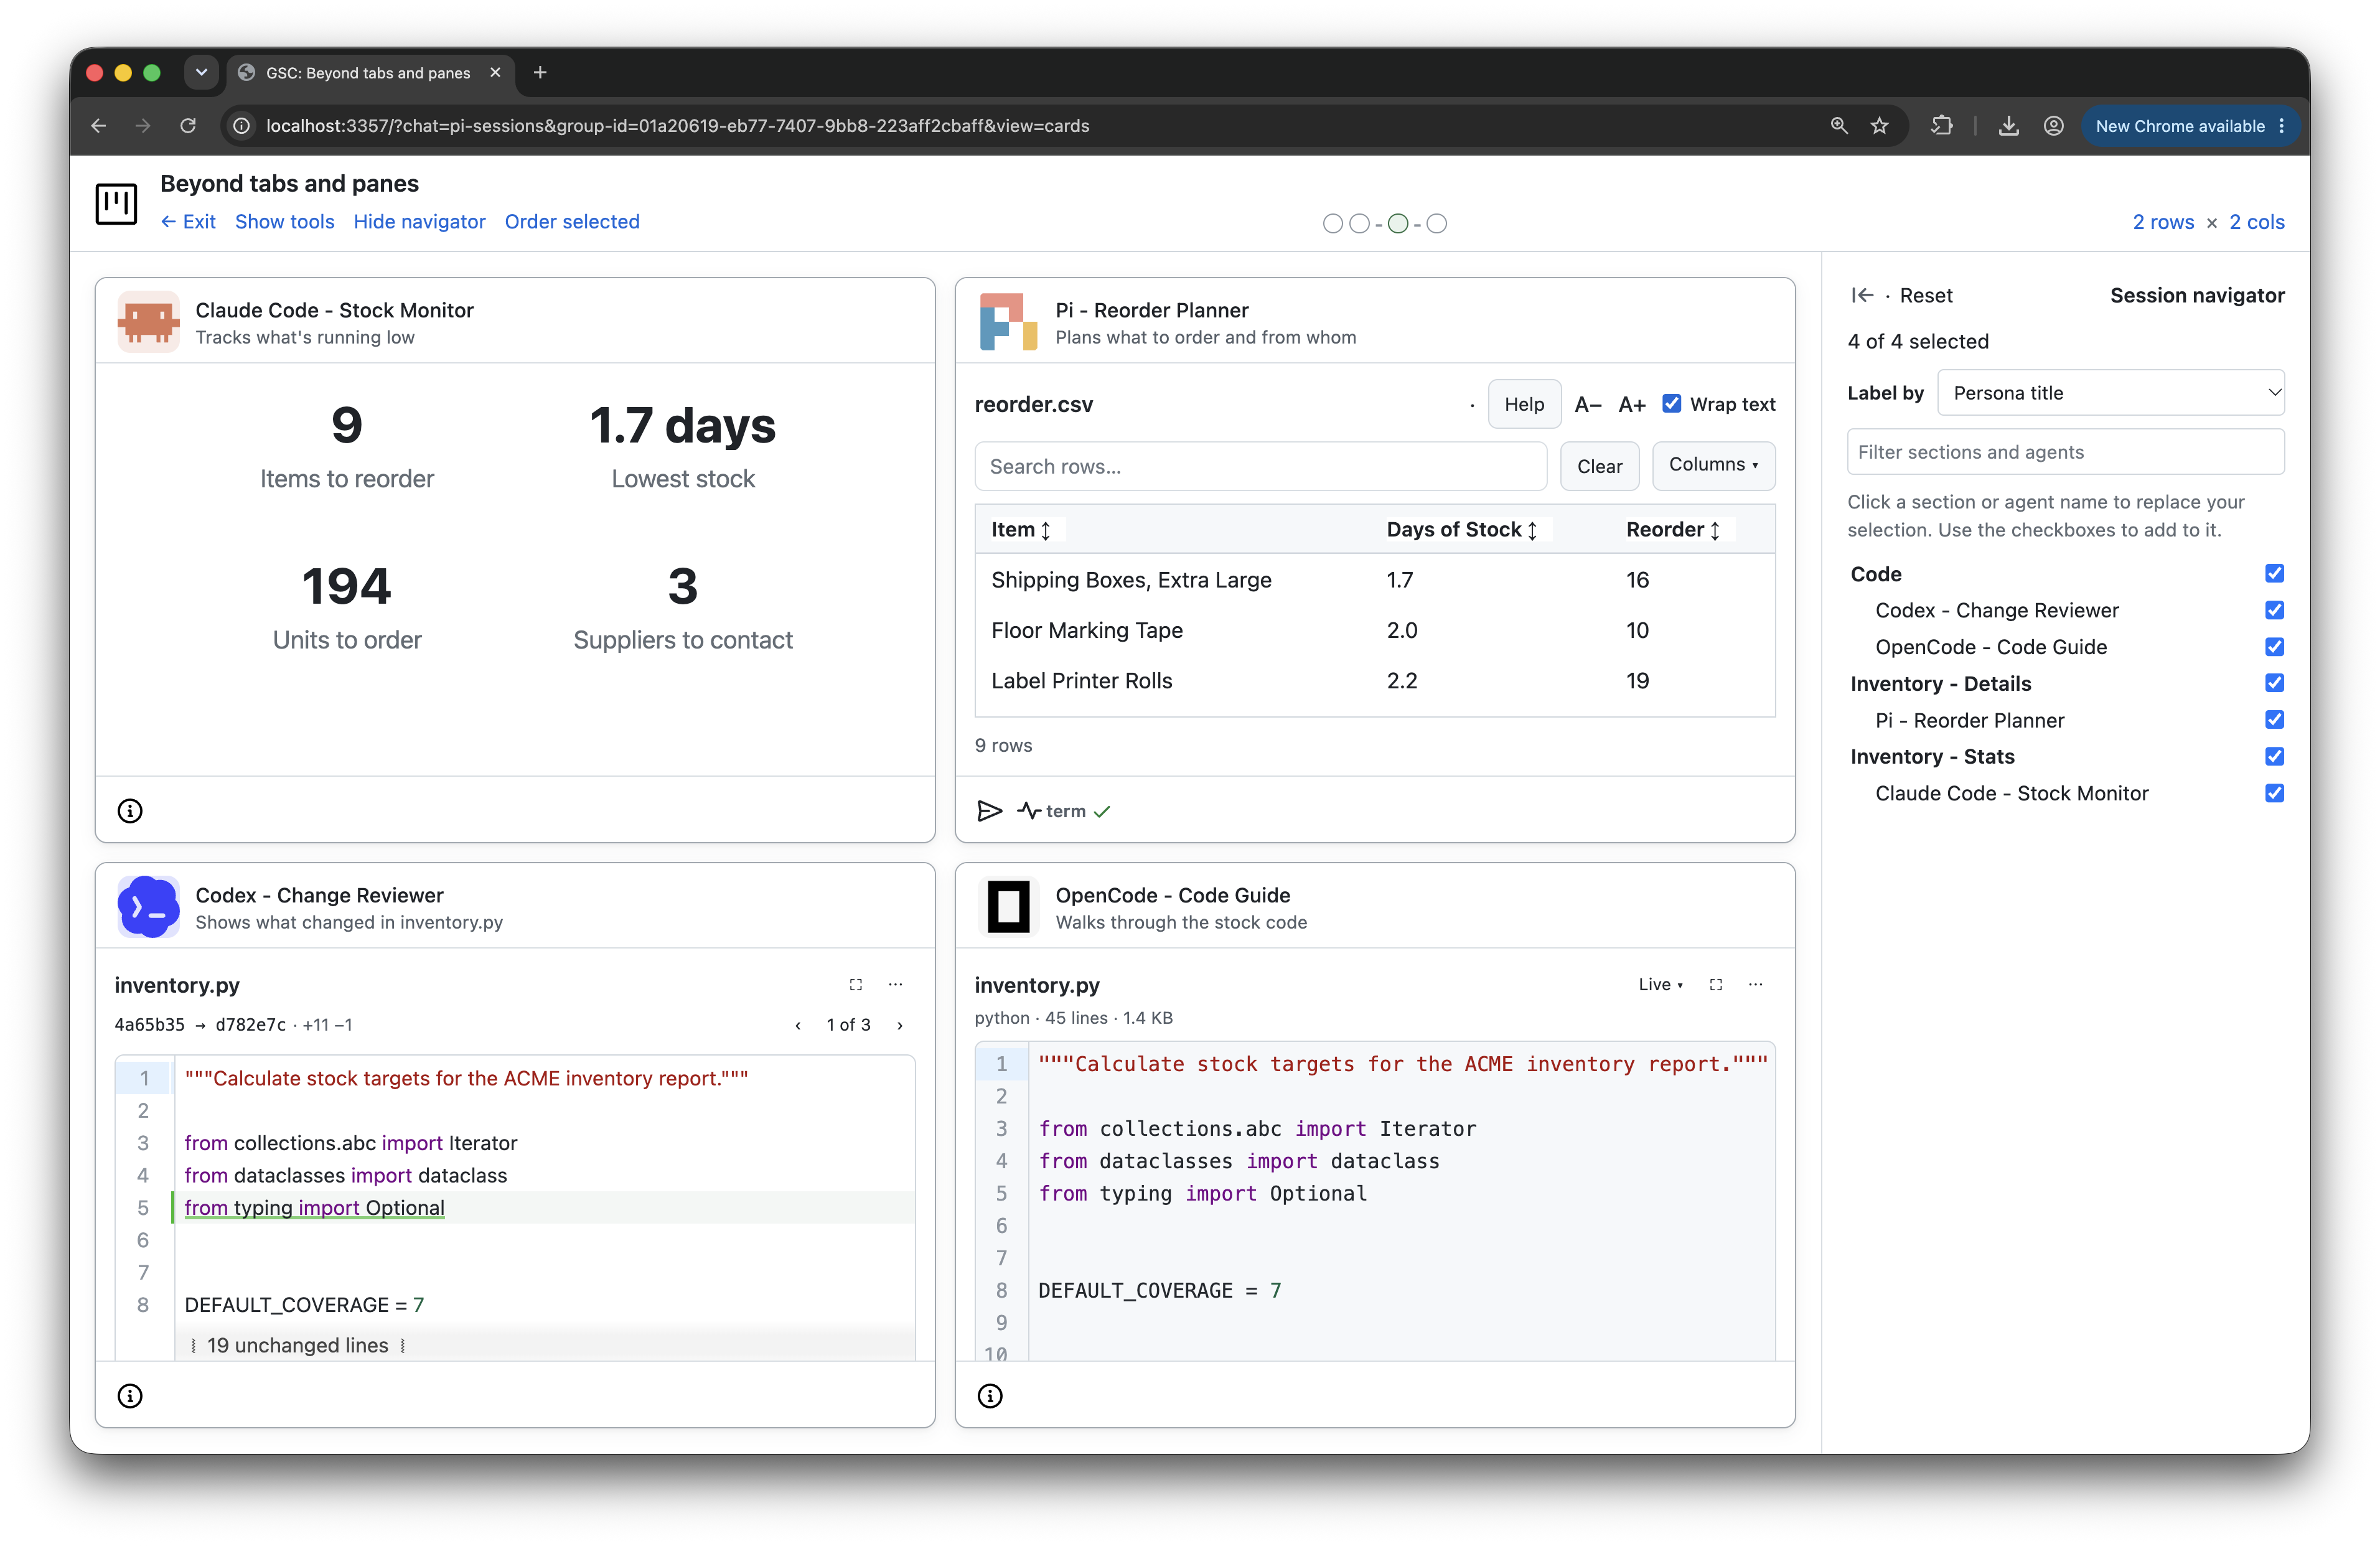 GSC: Beyond tabs and panes
localhost:3357/?chat=pi-sessions&group-id=01a20619-eb77-7407-9bb8-223aff2cbaff&view=cards
New Chrome available
Beyond tabs and panes
← Exit Show tools Hide navigator Order selected
2 rows × 2 cols
Claude Code - Stock Monitor
Tracks what's running low
9
Items to reorder
1.7 days
Lowest stock
194
Units to order
3
Suppliers to contact
Pi - Reorder Planner
Plans what to order and from whom
reorder.csv · Help A− A+ Wrap text
Search rows... Clear Columns ▾
Item ↕ Days of Stock ↕ Reorder ↕
Shipping Boxes, Extra Large 1.7 16
Floor Marking Tape 2.0 10
Label Printer Rolls 2.2 19
9 rows
term ✓
Codex - Change Reviewer
Shows what changed in inventory.py
inventory.py ...
4a65b35 → d782e7c · +11 −1 ‹ 1 of 3 ›
1 """Calculate stock targets for the ACME inventory report."""
2
3 from collections.abc import Iterator
4 from dataclasses import dataclass
5 from typing import Optional
6
7
8 DEFAULT_COVERAGE = 7
19 unchanged lines
OpenCode - Code Guide
Walks through the stock code
inventory.py Live ▾ ...
python · 45 lines · 1.4 KB
1 """Calculate stock targets for the ACME inventory report."""
2
3 from collections.abc import Iterator
4 from dataclasses import dataclass
5 from typing import Optional
6
7
8 DEFAULT_COVERAGE = 7
9
10
· Reset Session navigator
4 of 4 selected
Label by Persona title
Filter sections and agents
Click a section or agent name to replace your
selection. Use the checkboxes to add to it.
Code
Codex - Change Reviewer
OpenCode - Code Guide
Inventory - Details
Pi - Reorder Planner
Inventory - Stats
Claude Code - Stock Monitor